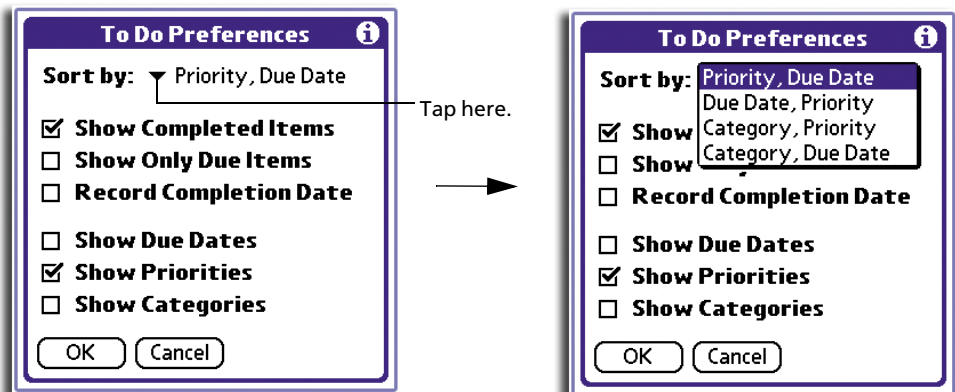 To Do Preferences
Sort by: Priority, Due Date
Show Completed Items
Show Only Due Items
Record Completion Date
Show Due Dates
Show Priorities
Show Categories
OK Cancel
Tap here.
To Do Preferences
Sort by: Priority, Due Date
Due Date, Priority
Category, Priority
Category, Due Date
Show
Show
Record Completion Date
Show Due Dates
Show Priorities
Show Categories
OK Cancel